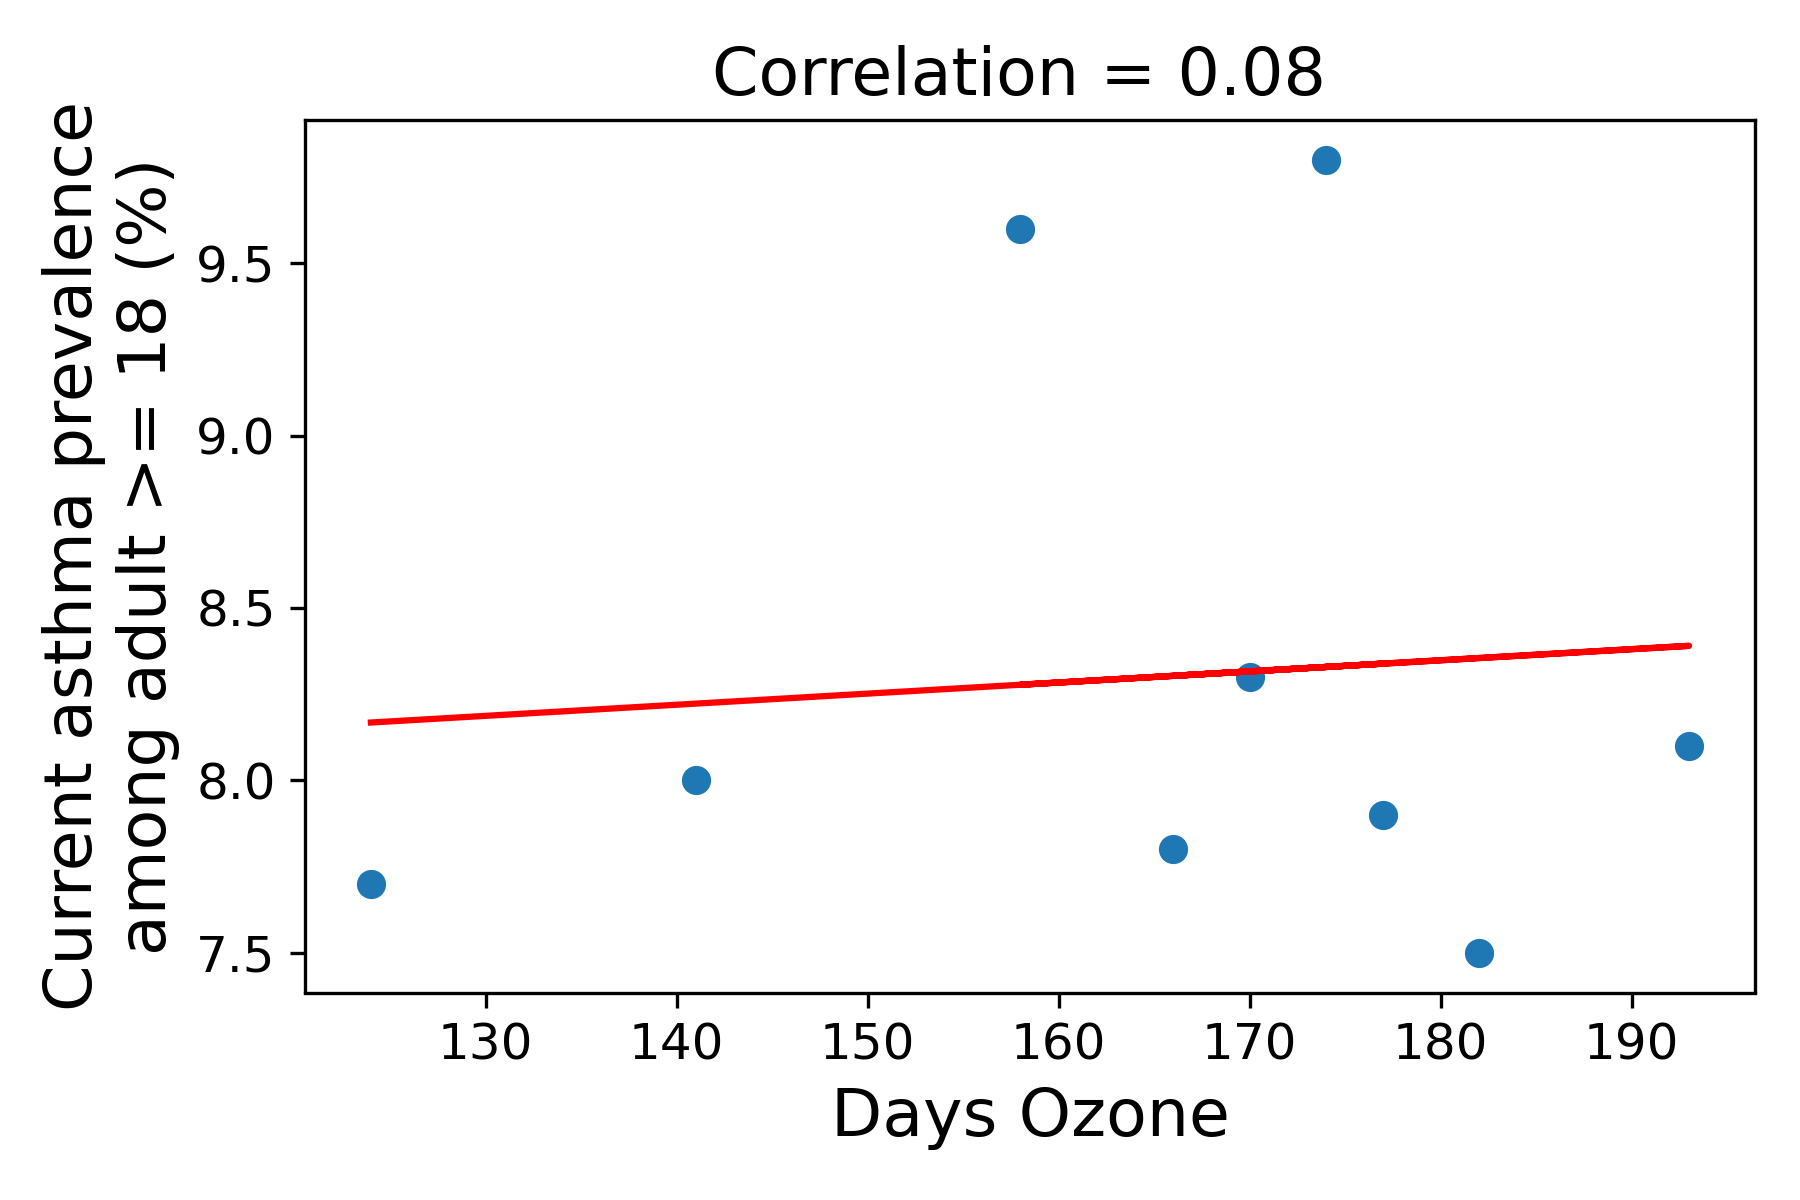 Correlation = 0.08
Current asthma prevalence
among adult >= 18 (%)
9.5
9.0
8.5
8.0
7.5
130 140 150 160 170 180 190
Days Ozone